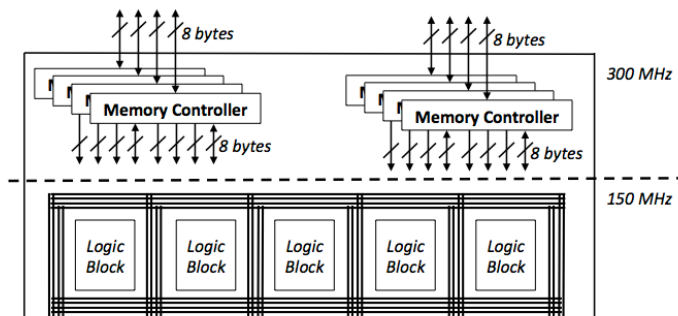 8 bytes
8 bytes
300 MHz
Memory Controller
Memory Controller
8 bytes
8 bytes
150 MHz
Logic
Block
Logic
Block
Logic
Block
Logic
Block
Logic
Block